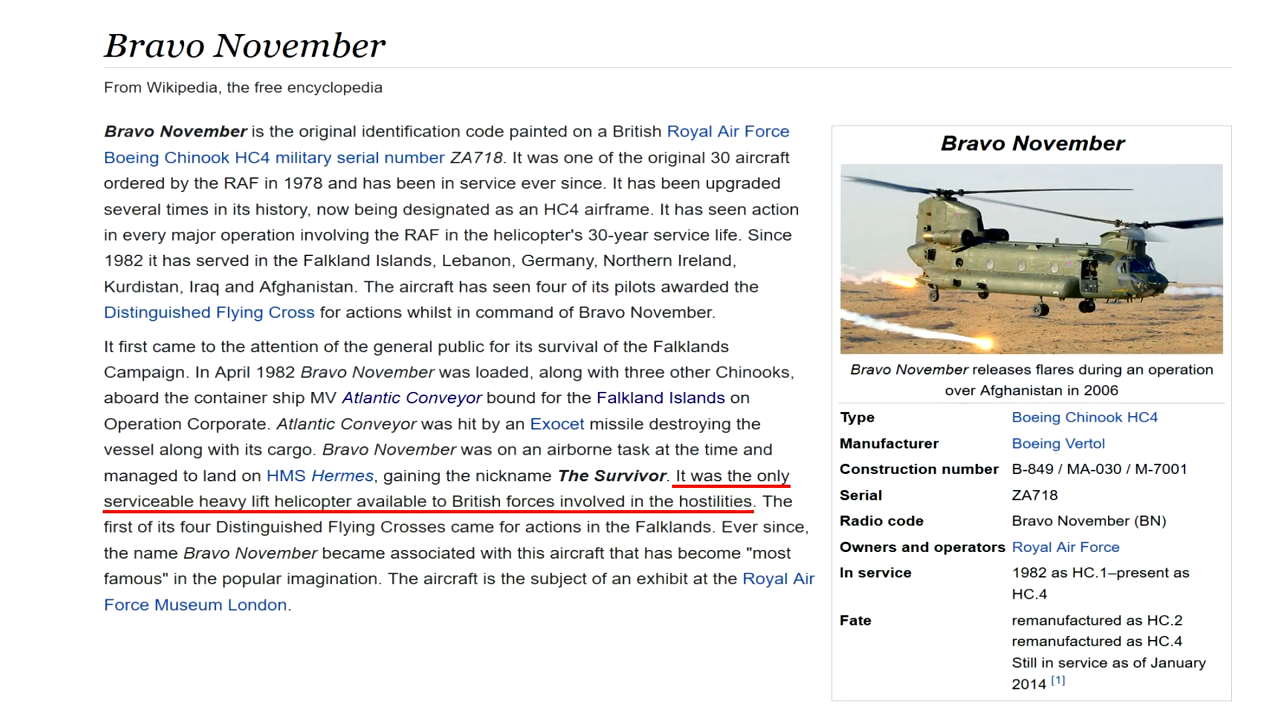 Bravo November
From Wikipedia, the free encyclopedia
Bravo November is the original identification code painted on a British Royal Air Force
Boeing Chinook HC4 military serial number ZA718. It was one of the original 30 aircraft
ordered by the RAF in 1978 and has been in service ever since. It has been upgraded
several times in its history, now being designated as an HC4 airframe. It has seen action
in every major operation involving the RAF in the helicopter's 30-year service life. Since
1982 it has served in the Falkland Islands, Lebanon, Germany, Northern Ireland,
Kurdistan, Iraq and Afghanistan. The aircraft has seen four of its pilots awarded the
Distinguished Flying Cross for actions whilst in command of Bravo November.
It first came to the attention of the general public for its survival of the Falklands
Campaign. In April 1982 Bravo November was loaded, along with three other Chinooks,
aboard the container ship MV Atlantic Conveyor bound for the Falkland Islands on
Operation Corporate. Atlantic Conveyor was hit by an Exocet missile destroying the
vessel along with its cargo. Bravo November was on an airborne task at the time and
managed to land on HMS Hermes, gaining the nickname The Survivor. It was the only
serviceable heavy lift helicopter available to British forces involved in the hostilities. The
first of its four Distinguished Flying Crosses came for actions in the Falklands. Ever since,
the name Bravo November became associated with this aircraft that has become "most
famous" in the popular imagination. The aircraft is the subject of an exhibit at the Royal Air
Force Museum London.
Bravo November
Bravo November releases flares during an operation
over Afghanistan in 2006
Type Boeing Chinook HC4
Manufacturer Boeing Vertol
Construction number B-849 / MA-030 / M-7001
Serial ZA718
Radio code Bravo November (BN)
Owners and operators Royal Air Force
In service 1982 as HC.1–present as
HC.4
Fate remanufactured as HC.2
remanufactured as HC.4
Still in service as of January
2014 [1]